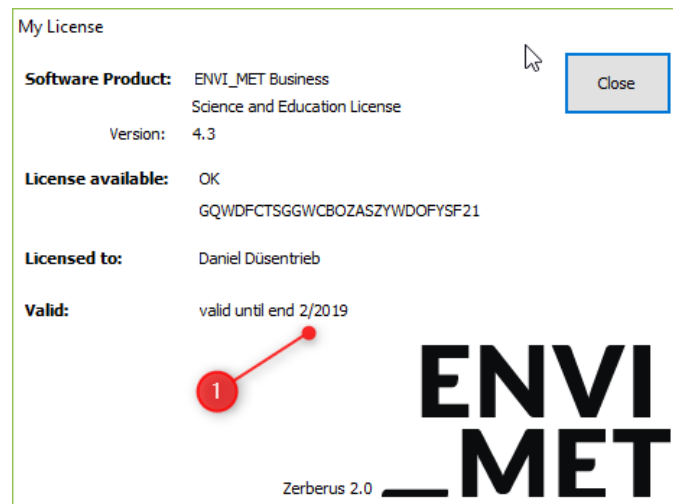 My License
Software Product: ENVI_MET Business
Science and Education License
Close
Version: 4.3
License available: OK
GQWDFCTSGGWCBOZASZYWDOFYSF21
Licensed to: Daniel Düsentrieb
Valid: valid until end 2/2019
1
ENVI
_MET
Zerberus 2.0